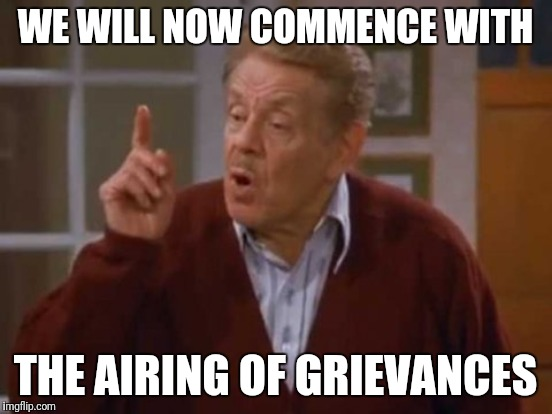 WE WILL NOW COMMENCE WITH
THE AIRING OF GRIEVANCES
imgflip.com